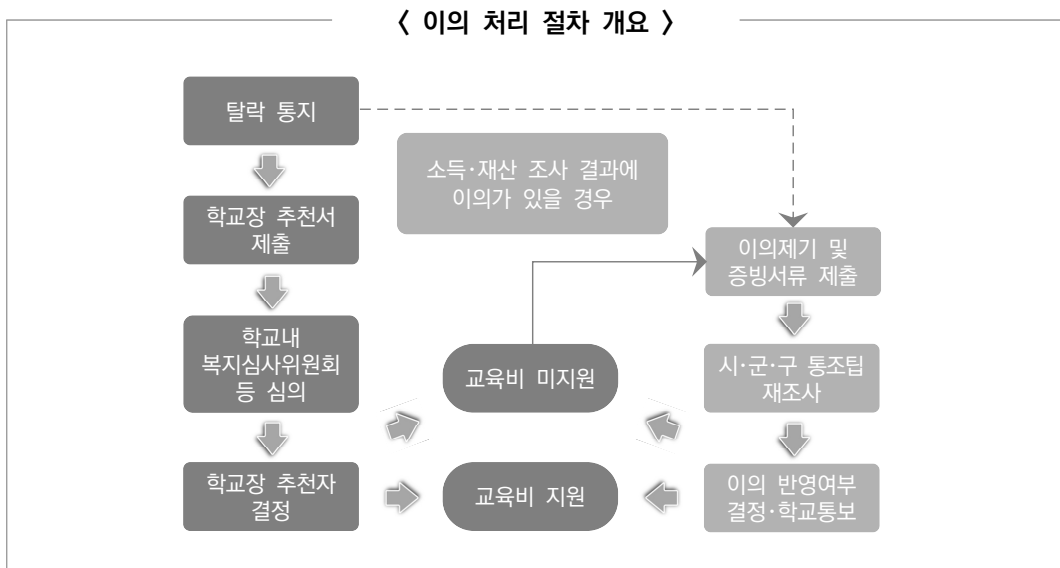 〈 이의 처리 절차 개요 〉
탈락 통지
소득·재산 조사 결과에
이의가 있을 경우
학교장 추천서
제출
이의제기 및
증빙서류 제출
학교내
복지심사위원회
등 심의
교육비 미지원
시·군·구 통조팀
재조사
학교장 추천자
결정
교육비 지원
이의 반영여부
결정·학교통보